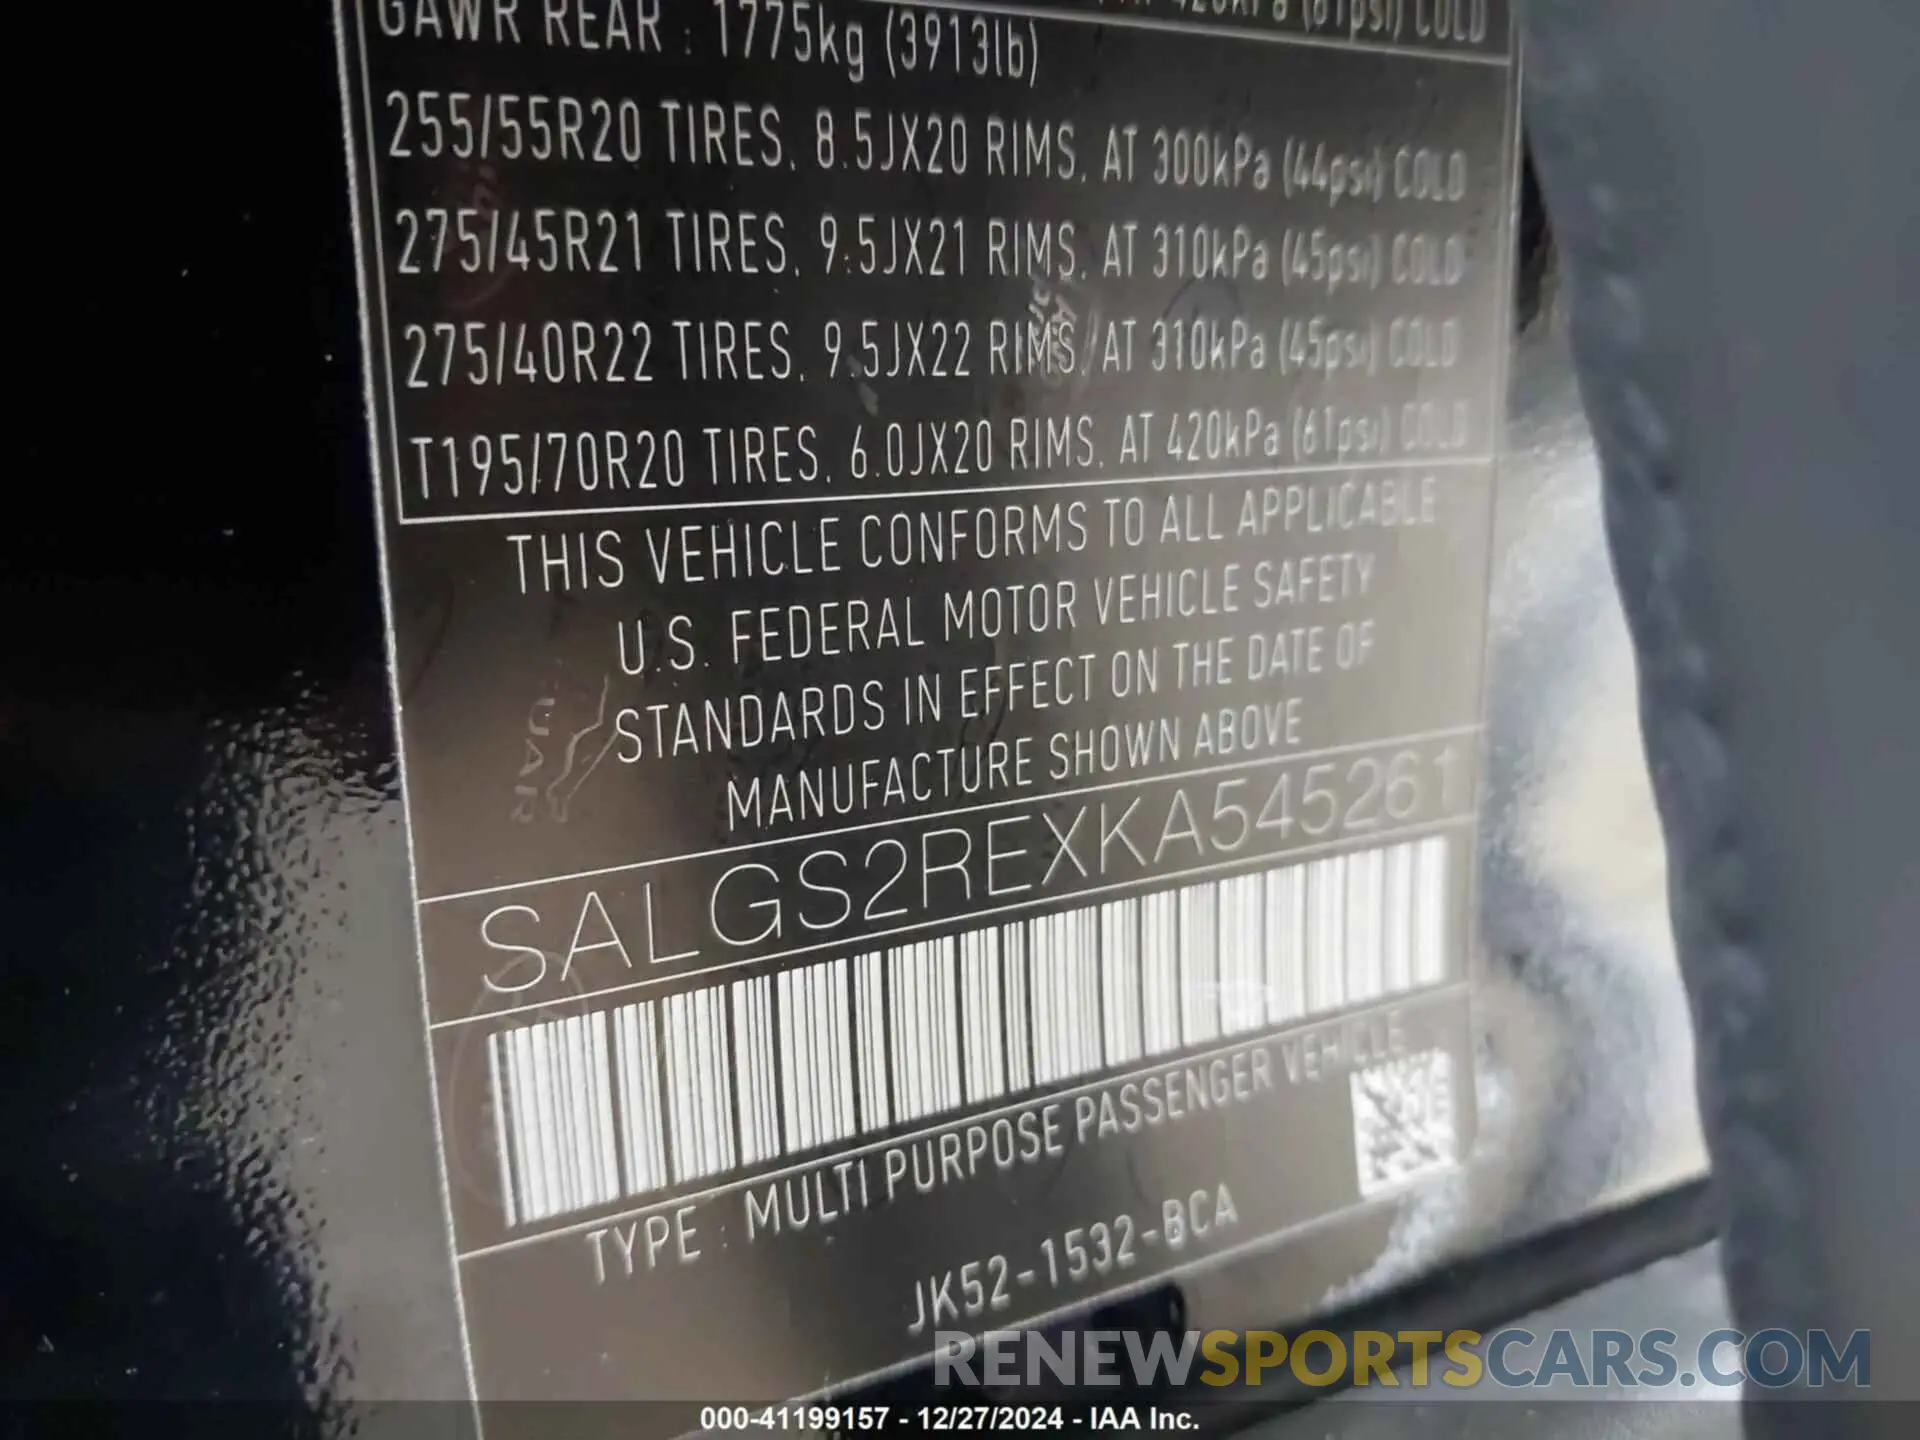 420kPa (61psi) COLD
GAWR REAR : 1775kg (3913lb)
255/55R20 TIRES, 8.5JX20 RIMS, AT 300kPa (44psi) COLD
275/45R21 TIRES, 9.5JX21 RIMS, AT 310kPa (45psi) COLD
275/40R22 TIRES, 9.5JX22 RIMS, AT 310kPa (45psi) COLD
T195/70R20 TIRES, 6.0JX20 RIMS, AT 420kPa (61psi) COLD
THIS VEHICLE CONFORMS TO ALL APPLICABLE
U.S. FEDERAL MOTOR VEHICLE SAFETY
STANDARDS IN EFFECT ON THE DATE OF
MANUFACTURE SHOWN ABOVE
SALGS2REXKA545261
TYPE : MULTI PURPOSE PASSENGER VEHICLE
JK52-1532-BCA
RENEWSPORTSCARS.COM
000-41199157 - 12/27/2024 - IAA Inc.